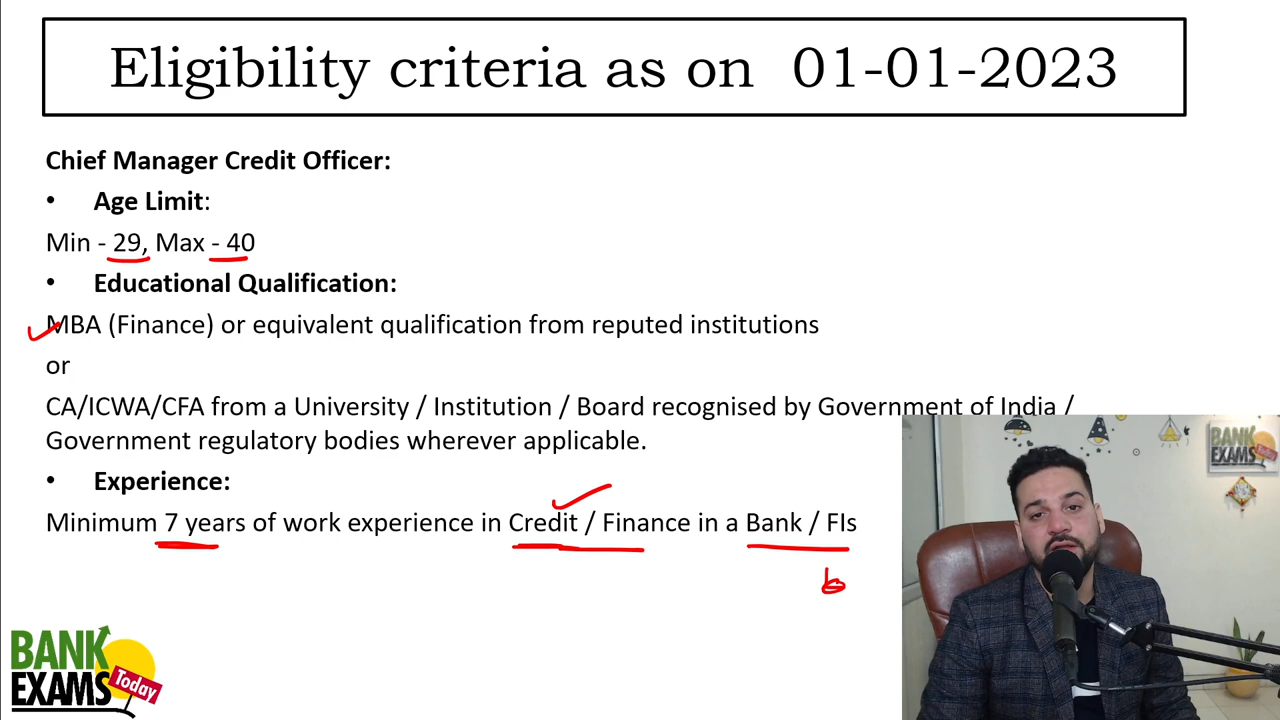 Eligibility criteria as on 01-01-2023
Chief Manager Credit Officer:
• Age Limit:
Min - 29, Max - 40
• Educational Qualification:
MBA (Finance) or equivalent qualification from reputed institutions
or
CA/ICWA/CFA from a University / Institution / Board recognised by Government of India /
Government regulatory bodies wherever applicable.
• Experience:
Minimum 7 years of work experience in Credit / Finance in a Bank / FIs
BANK
EXAMS
Today
BANK
EXAMS
Today